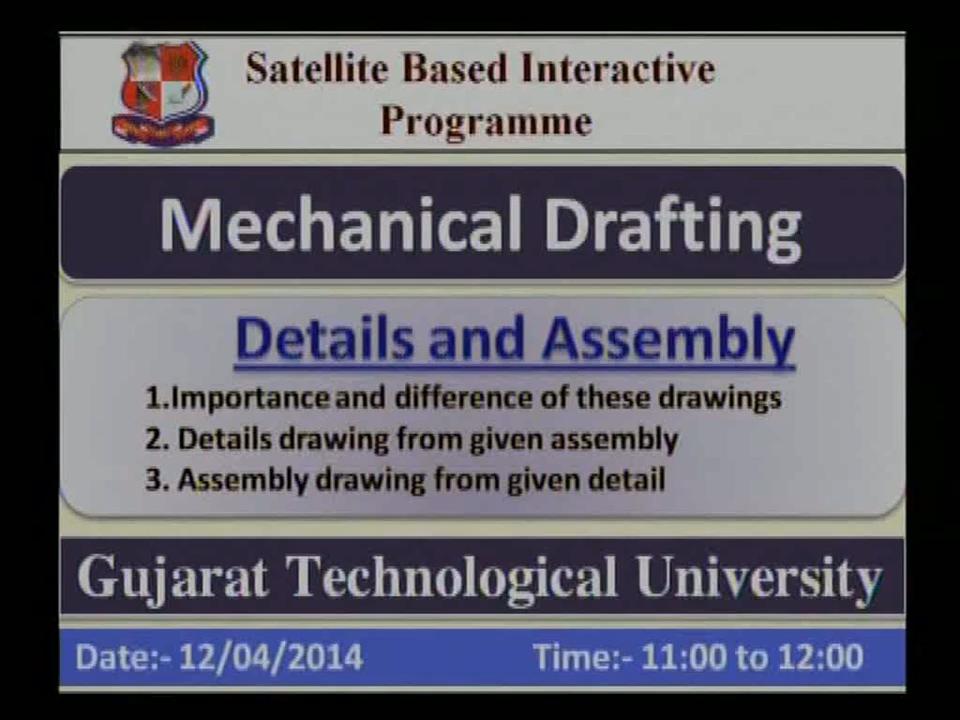 Satellite Based Interactive
Programme
Mechanical Drafting
Details and Assembly
1.Importance and difference of these drawings
2. Details drawing from given assembly
3. Assembly drawing from given detail
Gujarat Technological University
Date:- 12/04/2014 Time:- 11:00 to 12:00